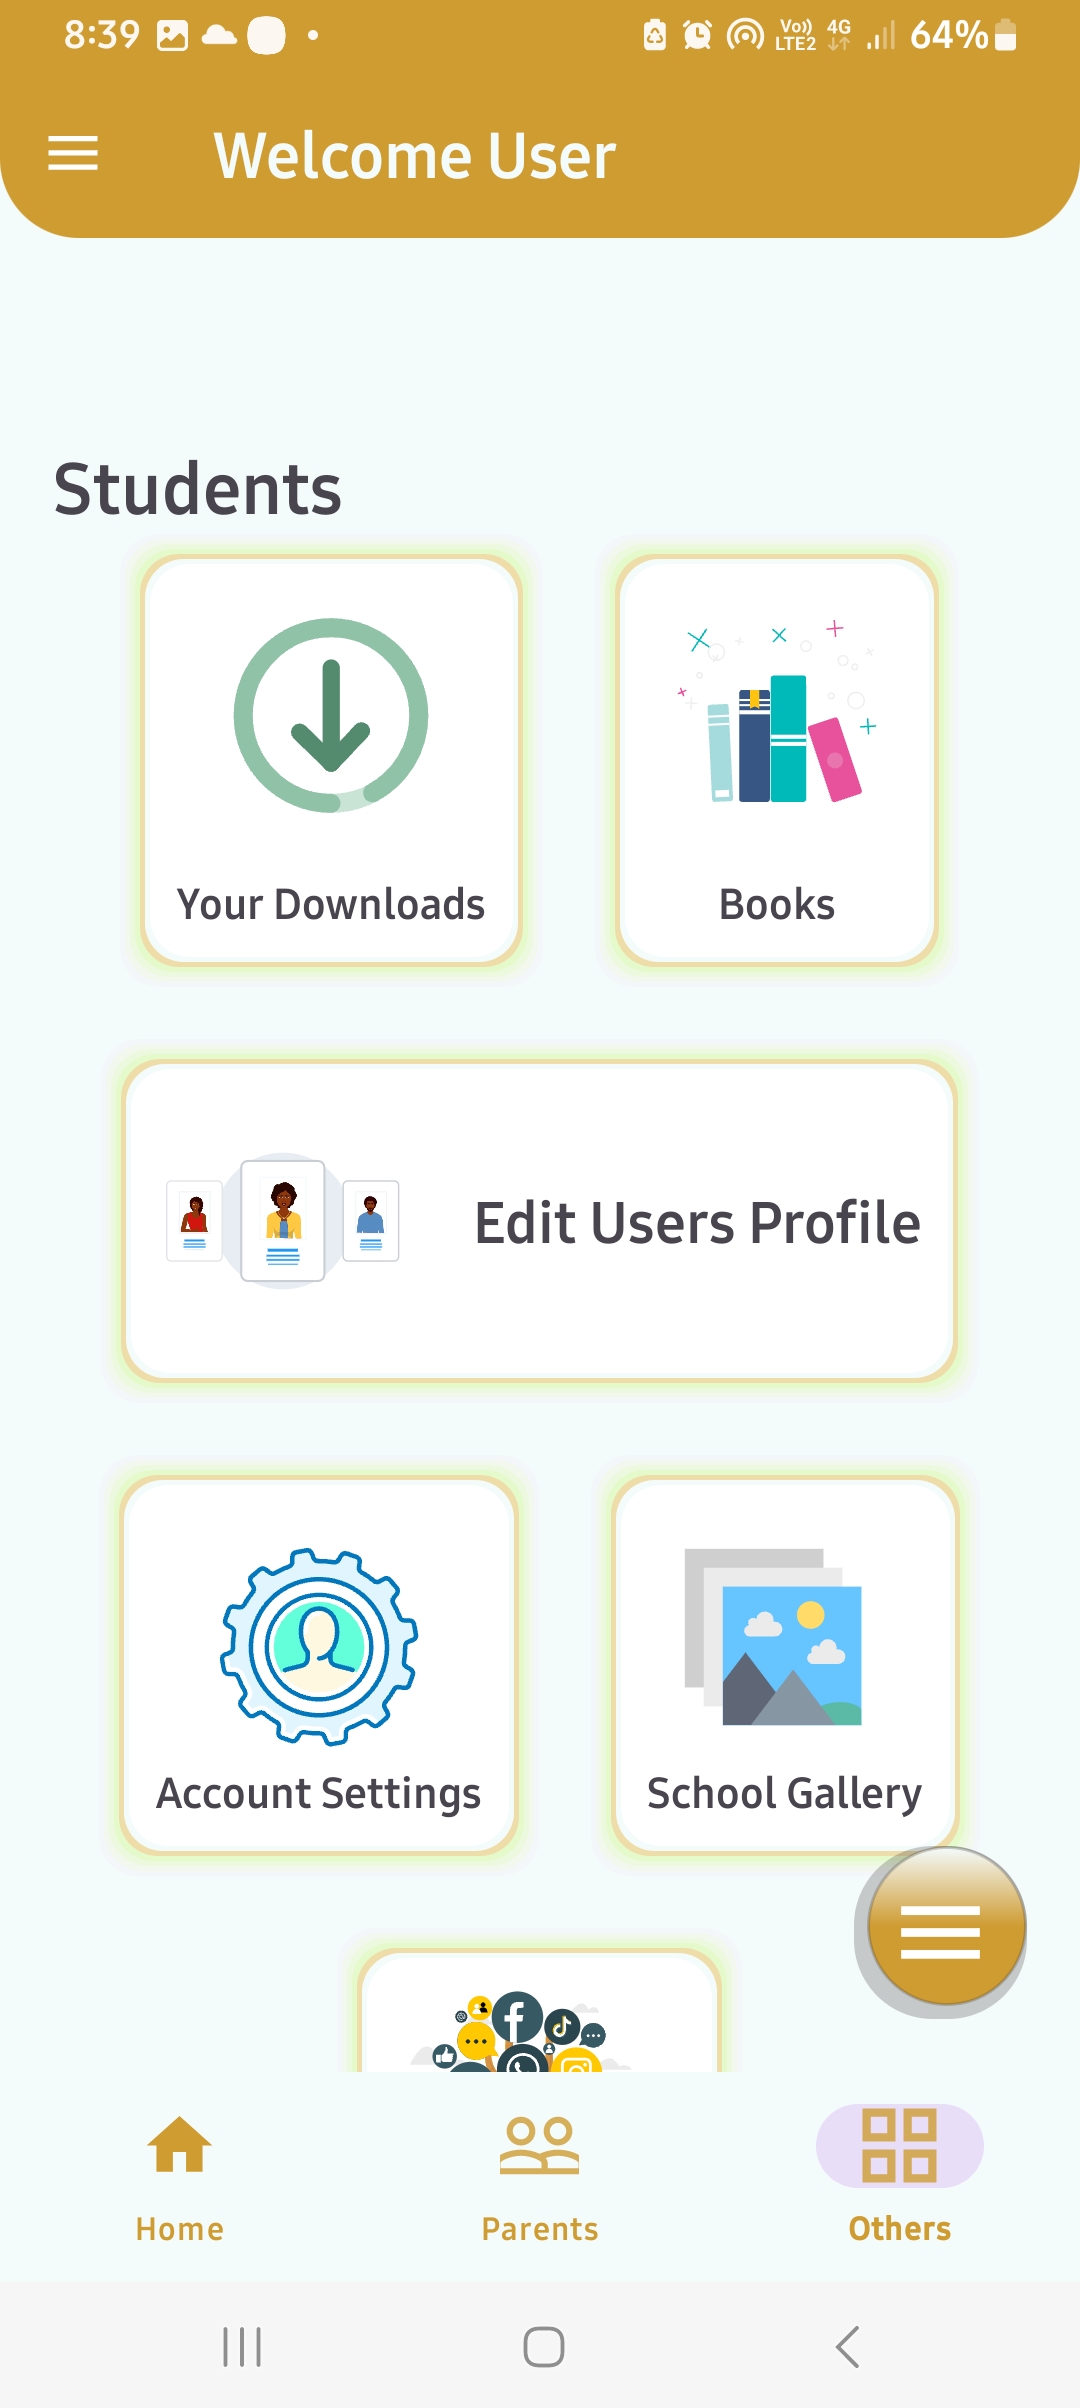 8:39 Vo)) LTE2 4G 64%
Welcome User
Students
Your Downloads Books
Edit Users Profile
Account Settings School Gallery
Home Parents Others